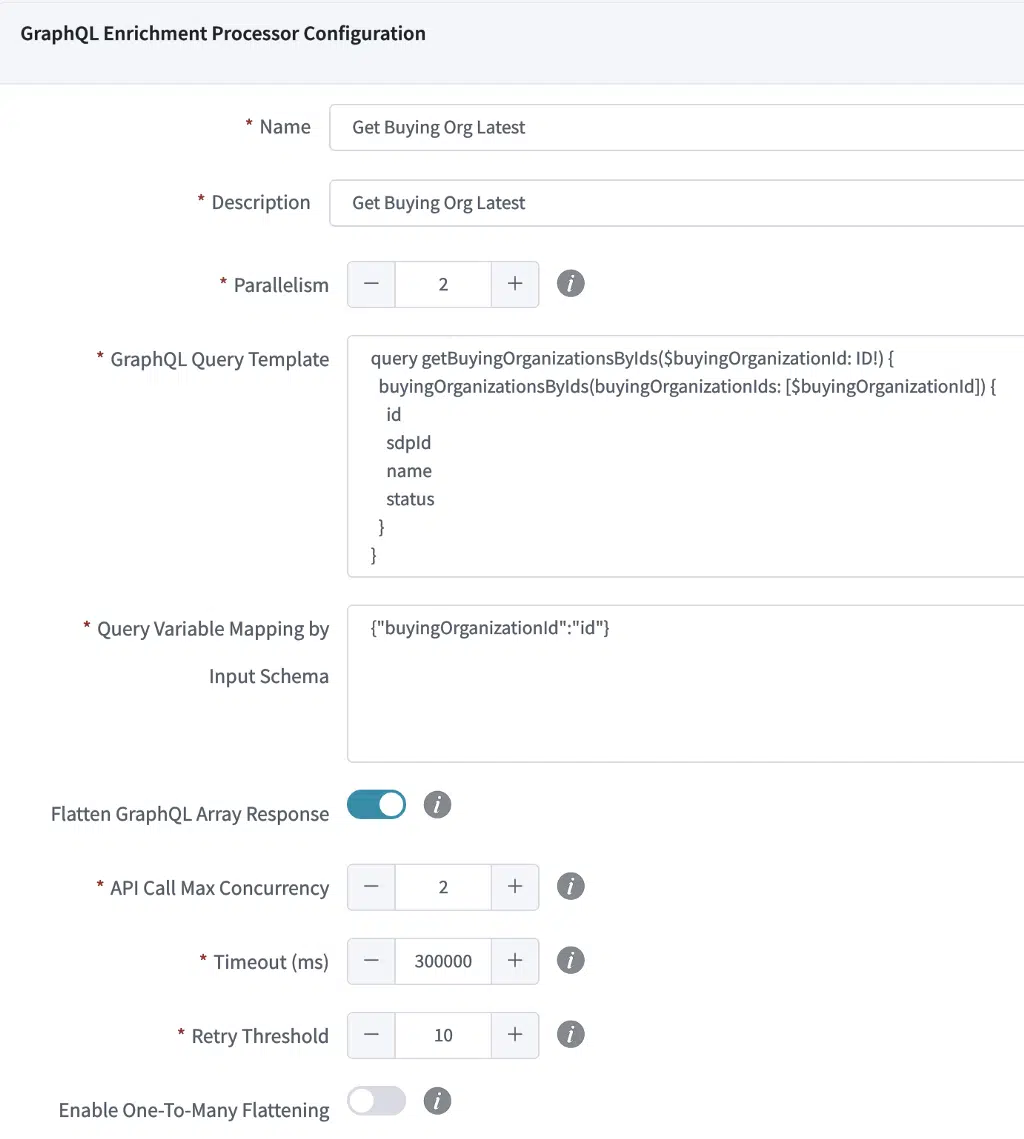 GraphQL Enrichment Processor Configuration
* Name
Get Buying Org Latest
* Description
Get Buying Org Latest
* Parallelism
− 2 + i
* GraphQL Query Template
query getBuyingOrganizationsByIds($buyingOrganizationId: ID!) {
buyingOrganizationsByIds(buyingOrganizationIds: [$buyingOrganizationId]) {
id
sdpId
name
status
}
}
* Query Variable Mapping by
Input Schema
{"buyingOrganizationId":"id"}
Flatten GraphQL Array Response
i
* API Call Max Concurrency
− 2 + i
* Timeout (ms)
− 300000 + i
* Retry Threshold
− 10 + i
Enable One-To-Many Flattening
i